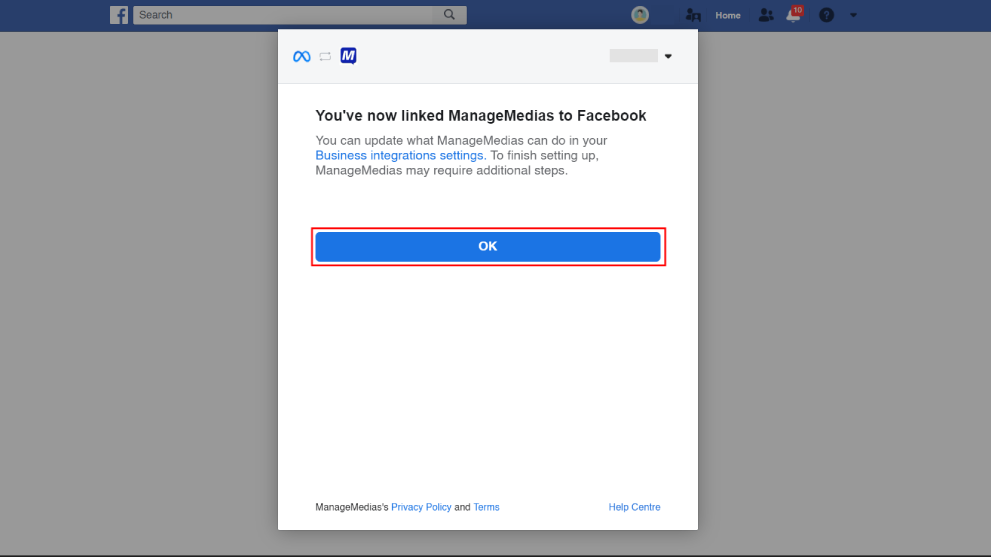 Search
Home
10
?
M
You've now linked ManageMedias to Facebook
You can update what ManageMedias can do in your
Business integrations settings. To finish setting up,
ManageMedias may require additional steps.
OK
ManageMedias's Privacy Policy and Terms
Help Centre